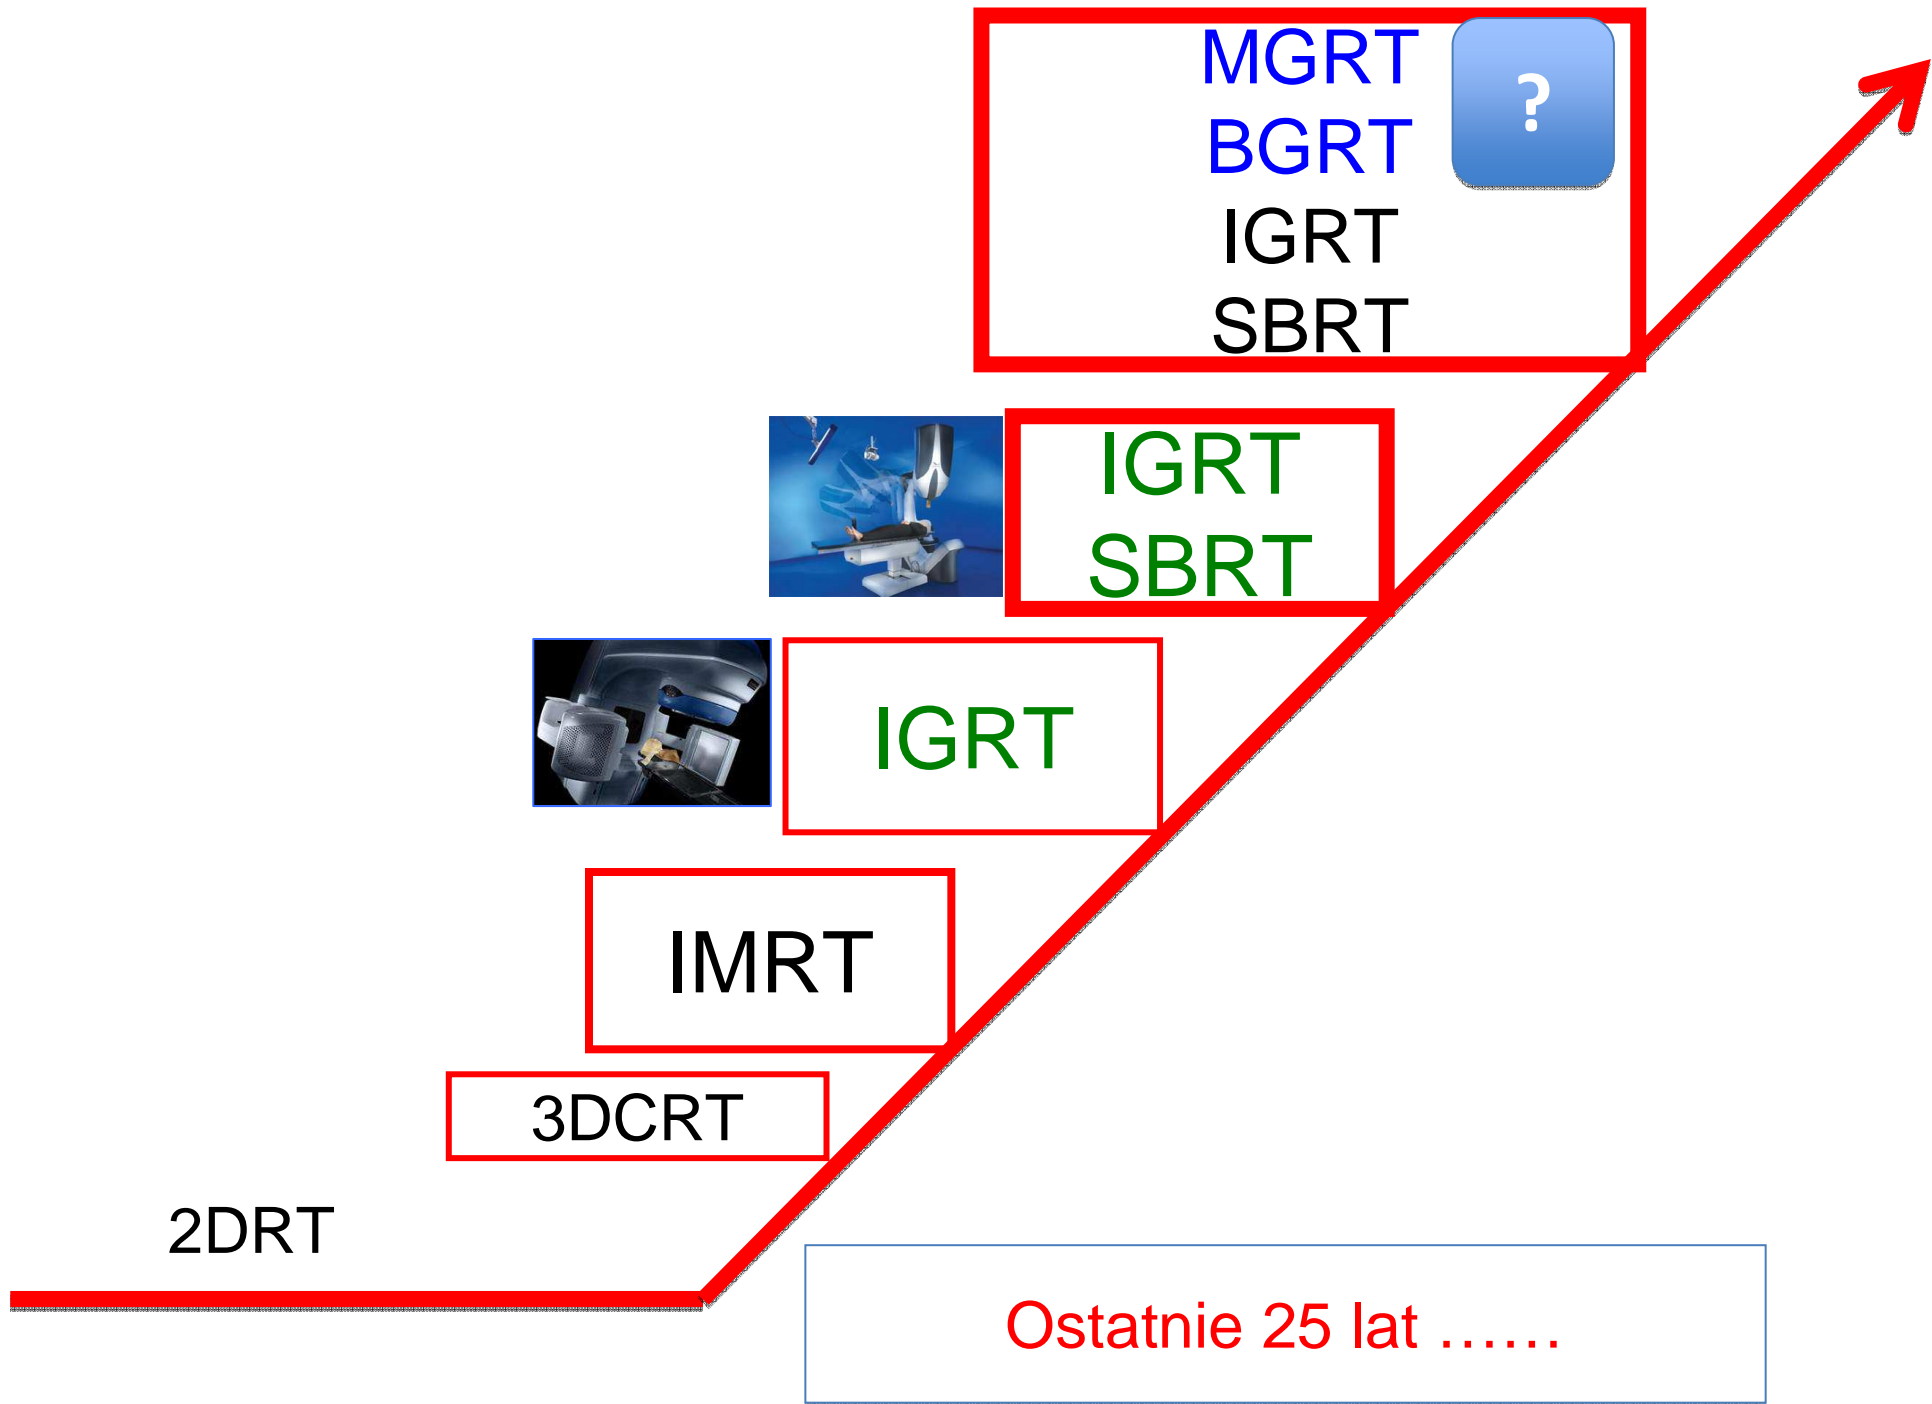 MGRT
?
BGRT
IGRT
SBRT
IGRT
SBRT
IGRT
IMRT
3DCRT
2DRT
Ostatnie 25 lat ......